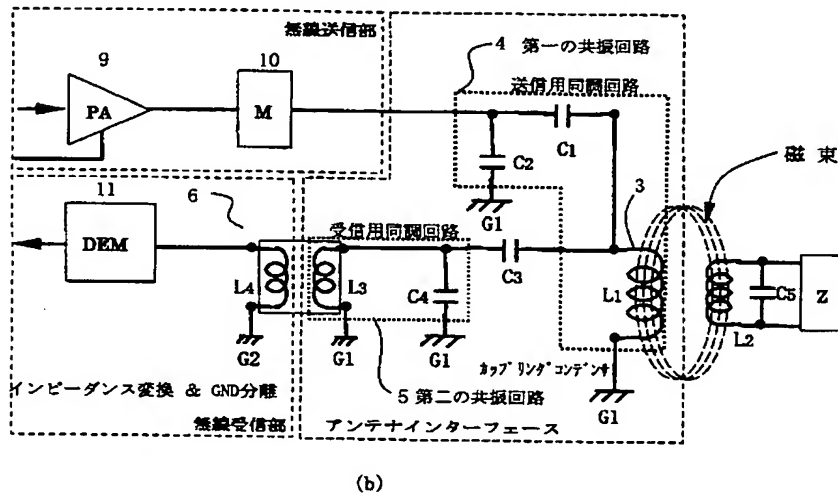 無線送信部
4 第一の共振回路
9
10
送信用同調回路
PA
M
C1
C2
磁束
G1
3
11
6
受信用同調回路
DEM
C3
L4
L3
C4
L1
C5
Z
G2
G1
G1
L2
カップリングコンデンサ
G1
インピーダンス変換 & GND分離
5 第二の共振回路
無線受信部
アンテナインターフェース
(b)